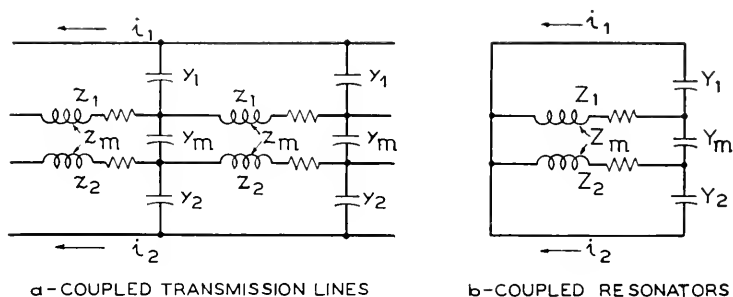 i1
i1
y1
y1
Z1
Z1
Y1
Z1
Zm
ym
Zm
ym
Zm
Ym
Z2
Z2
Z2
y2
y2
Y2
i2
i2
a-COUPLED TRANSMISSION LINES
b-COUPLED RESONATORS